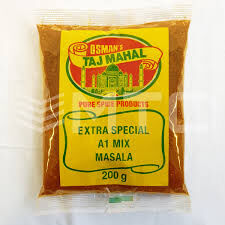 OSMAN'S
TAJ MAHAL
PURE SPICE PRODUCTS
EXTRA SPECIAL
A1 MIX
MASALA
200 g